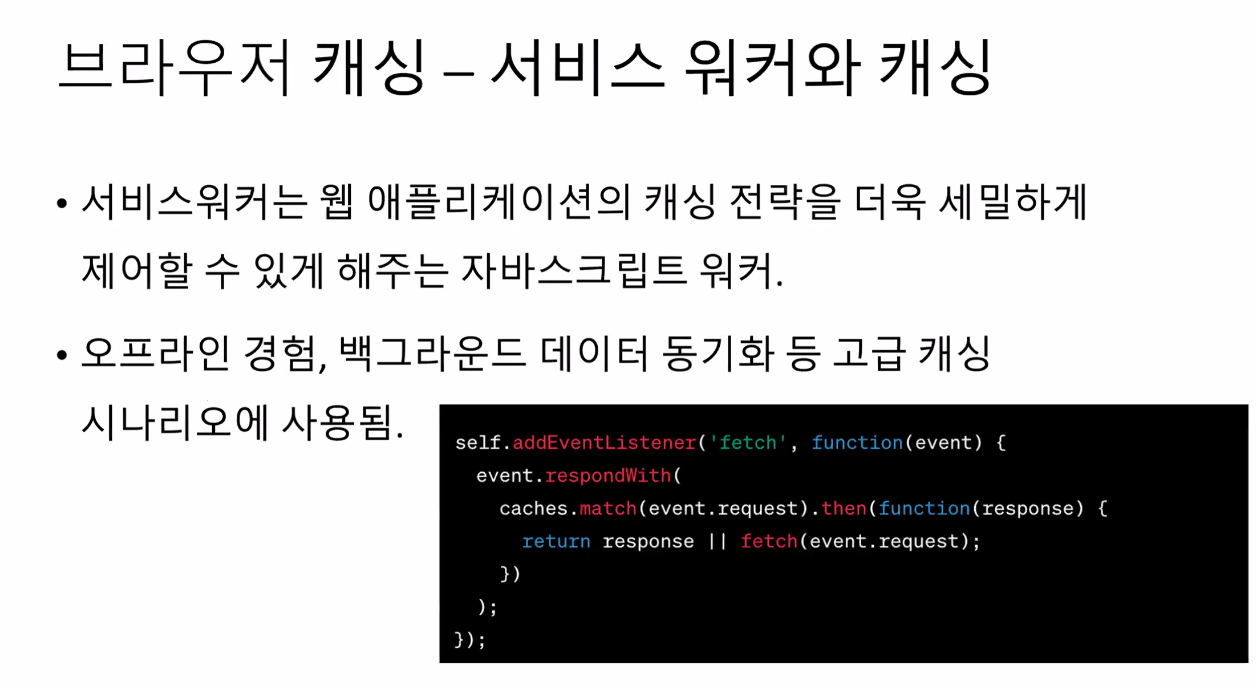 브라우저 캐싱 – 서비스 워커와 캐싱
• 서비스워커는 웹 애플리케이션의 캐싱 전략을 더욱 세밀하게
제어할 수 있게 해주는 자바스크립트 워커.
• 오프라인 경험, 백그라운드 데이터 동기화 등 고급 캐싱
시나리오에 사용됨.
self.addEventListener('fetch', function(event) {
  event.respondWith(
    caches.match(event.request).then(function(response) {
      return response || fetch(event.request);
    })
  );
});